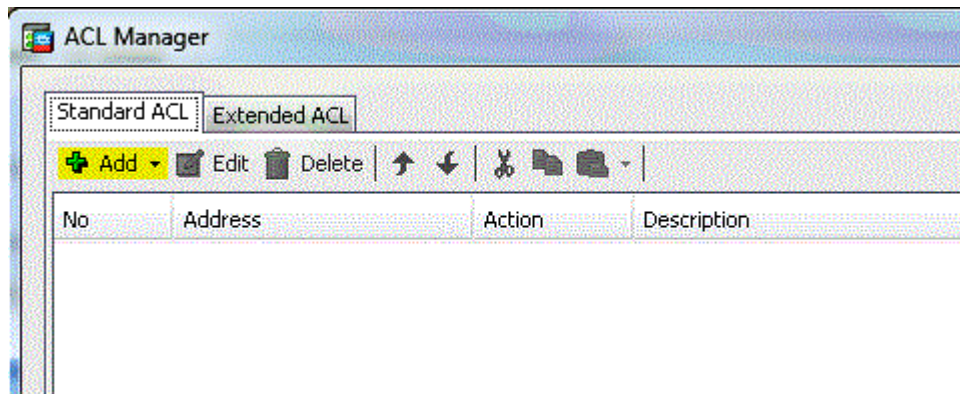 ACL Manager
Standard ACL Extended ACL
Add Edit Delete
No Address Action Description